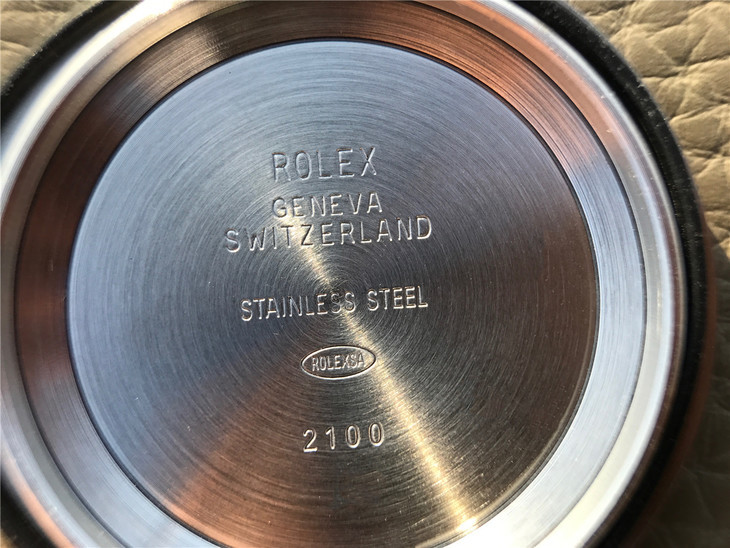 ROLEX
GENEVA
SWITZERLAND
STAINLESS STEEL
ROLEXSA
2100